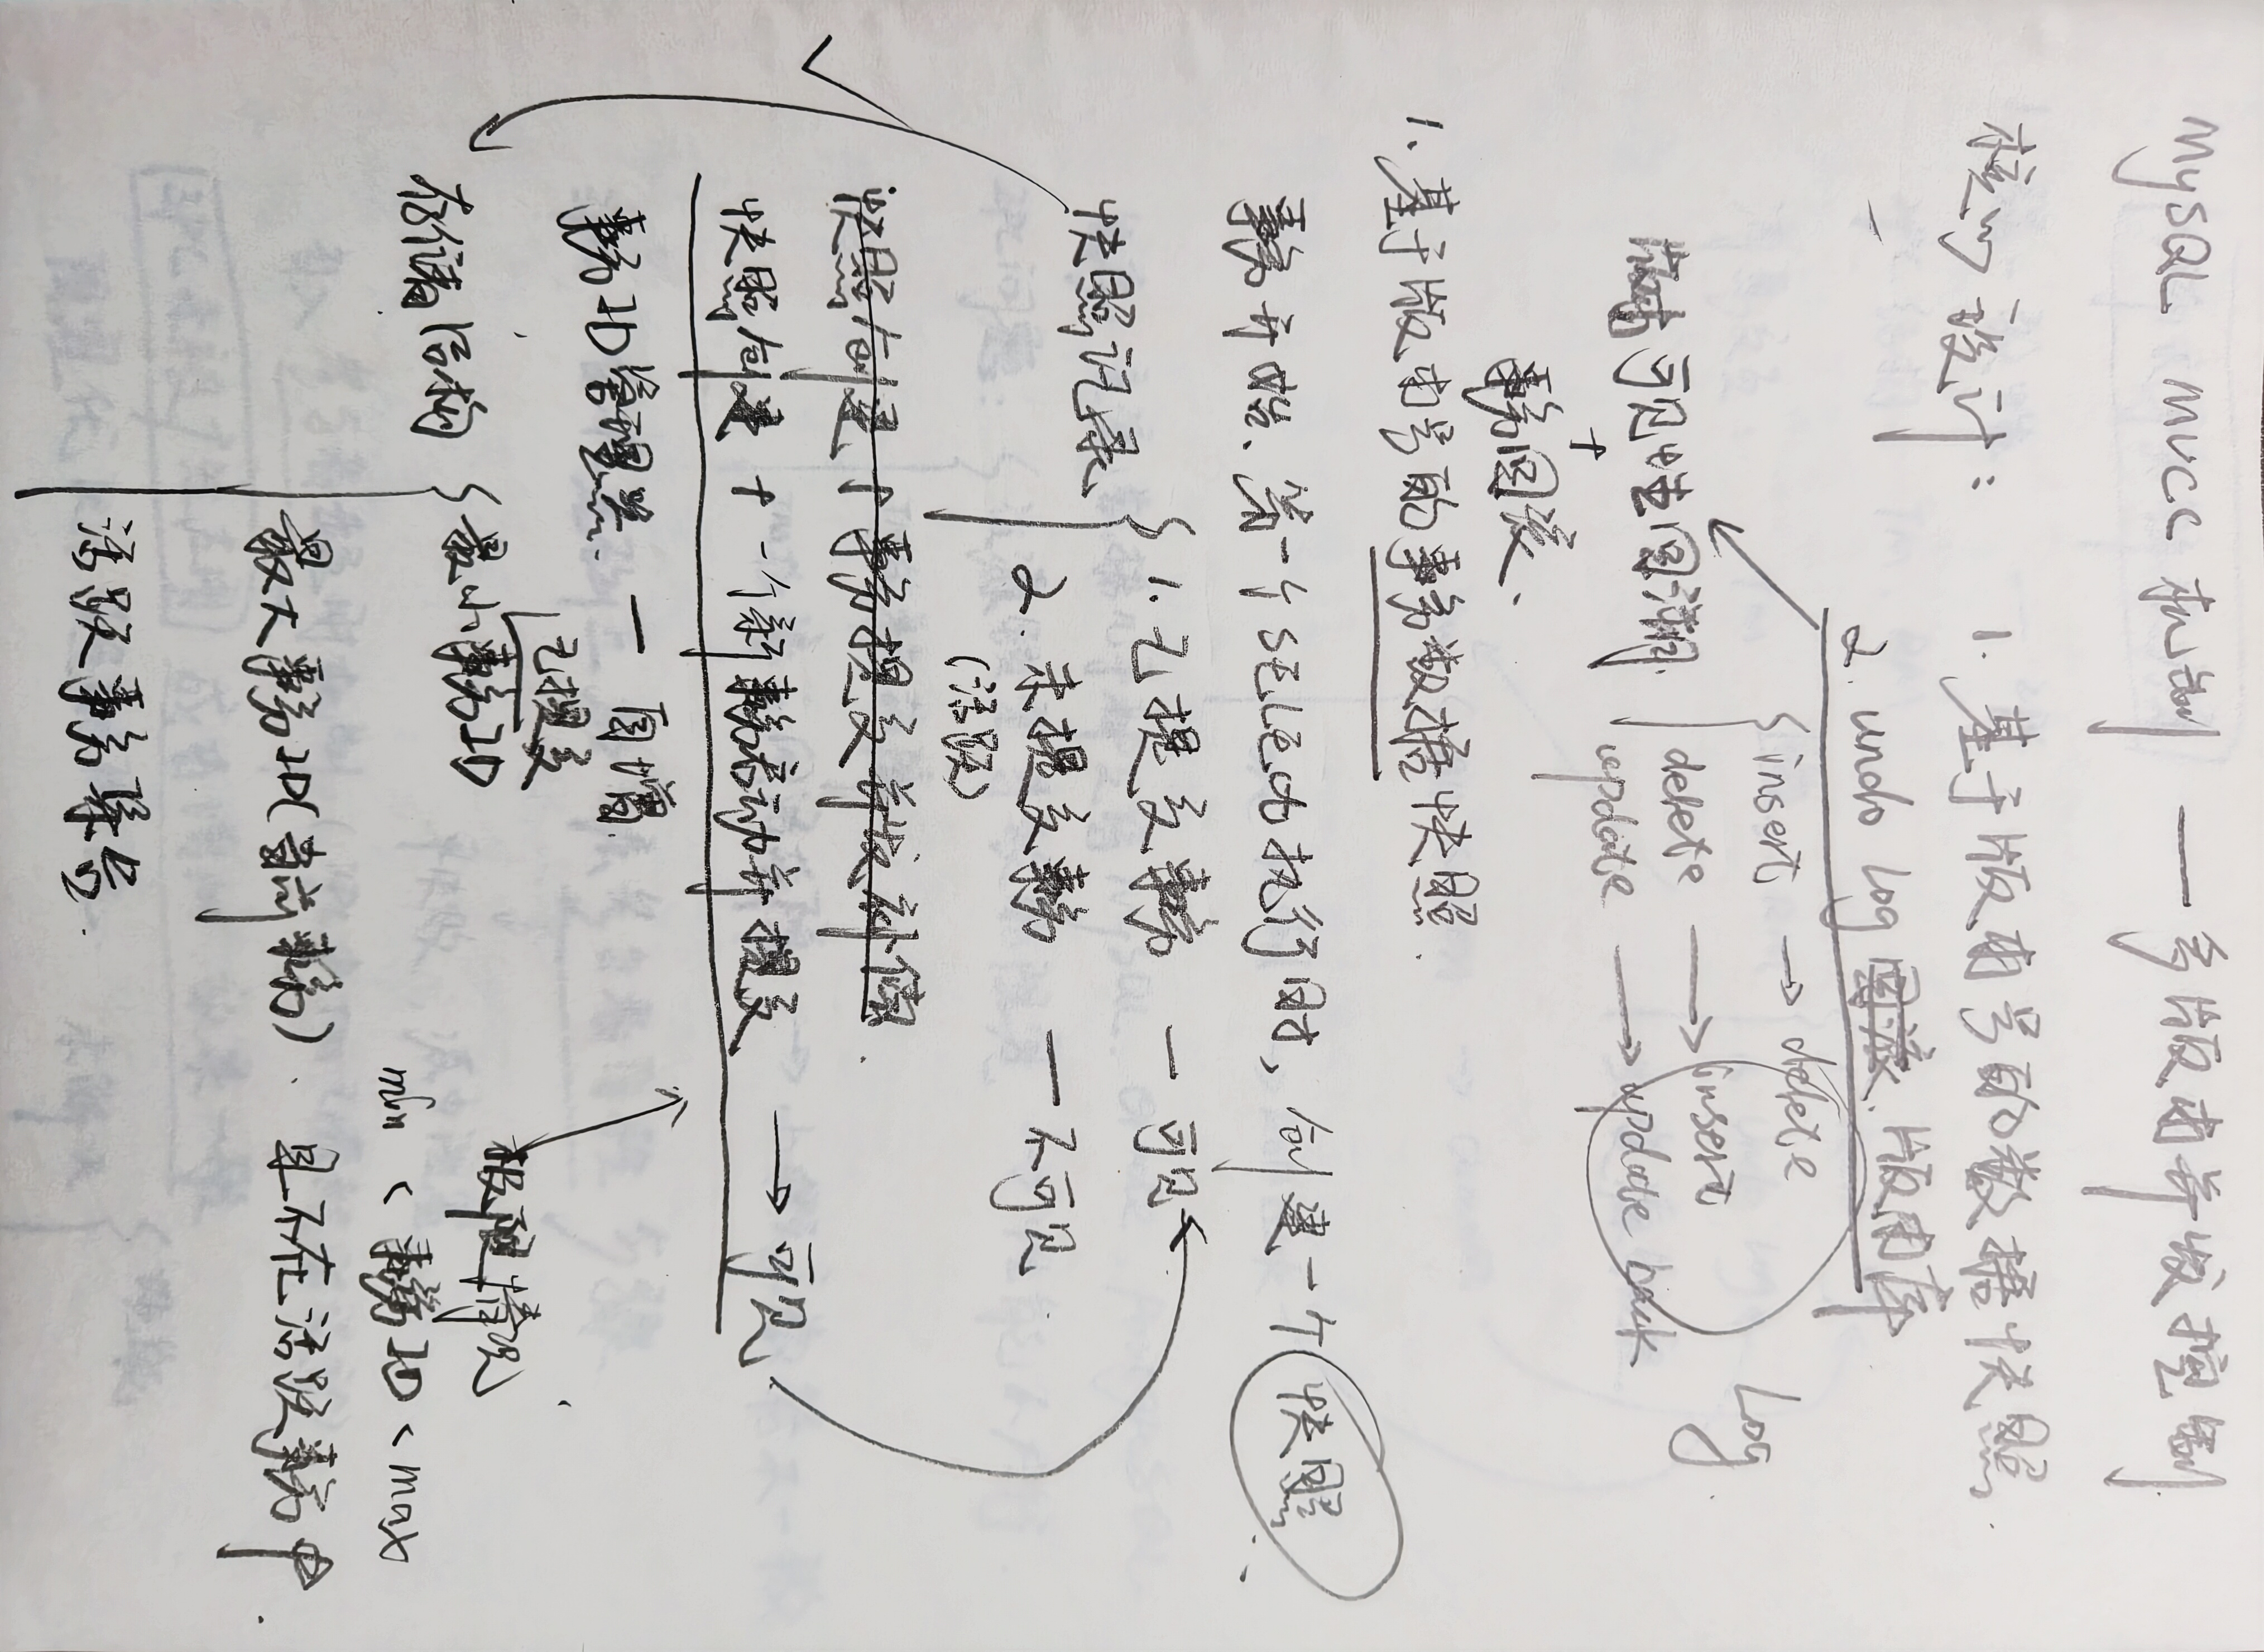 MySQL MVCC 机制 — 多版本并发控制
核心设计： 1. 基于版本号的数据快照.
2. undo Log 回滚. 版本库
insert → delete
Log.
delete → insert
update → update back
版本可见性回溯.
+
事务回滚.
1. 基于版本号的事务数据快照.
事务开始、第一个SELECT执行时, 创建一个快照..
快照记录
1. 已提交事务 — 可见
2. 未提交事务 — 不可见
(活跃)
快照创建+事务提交并发补偿.
快照创建 + 一个新事务启动并提交 → 可见
事务ID管理器. — 自增.
已提交
存储结构
最小事务ID
极限情况
min < 事务ID < max
最大事务ID(当前事务).
且不在活跃事务中.
活跃事务集合.